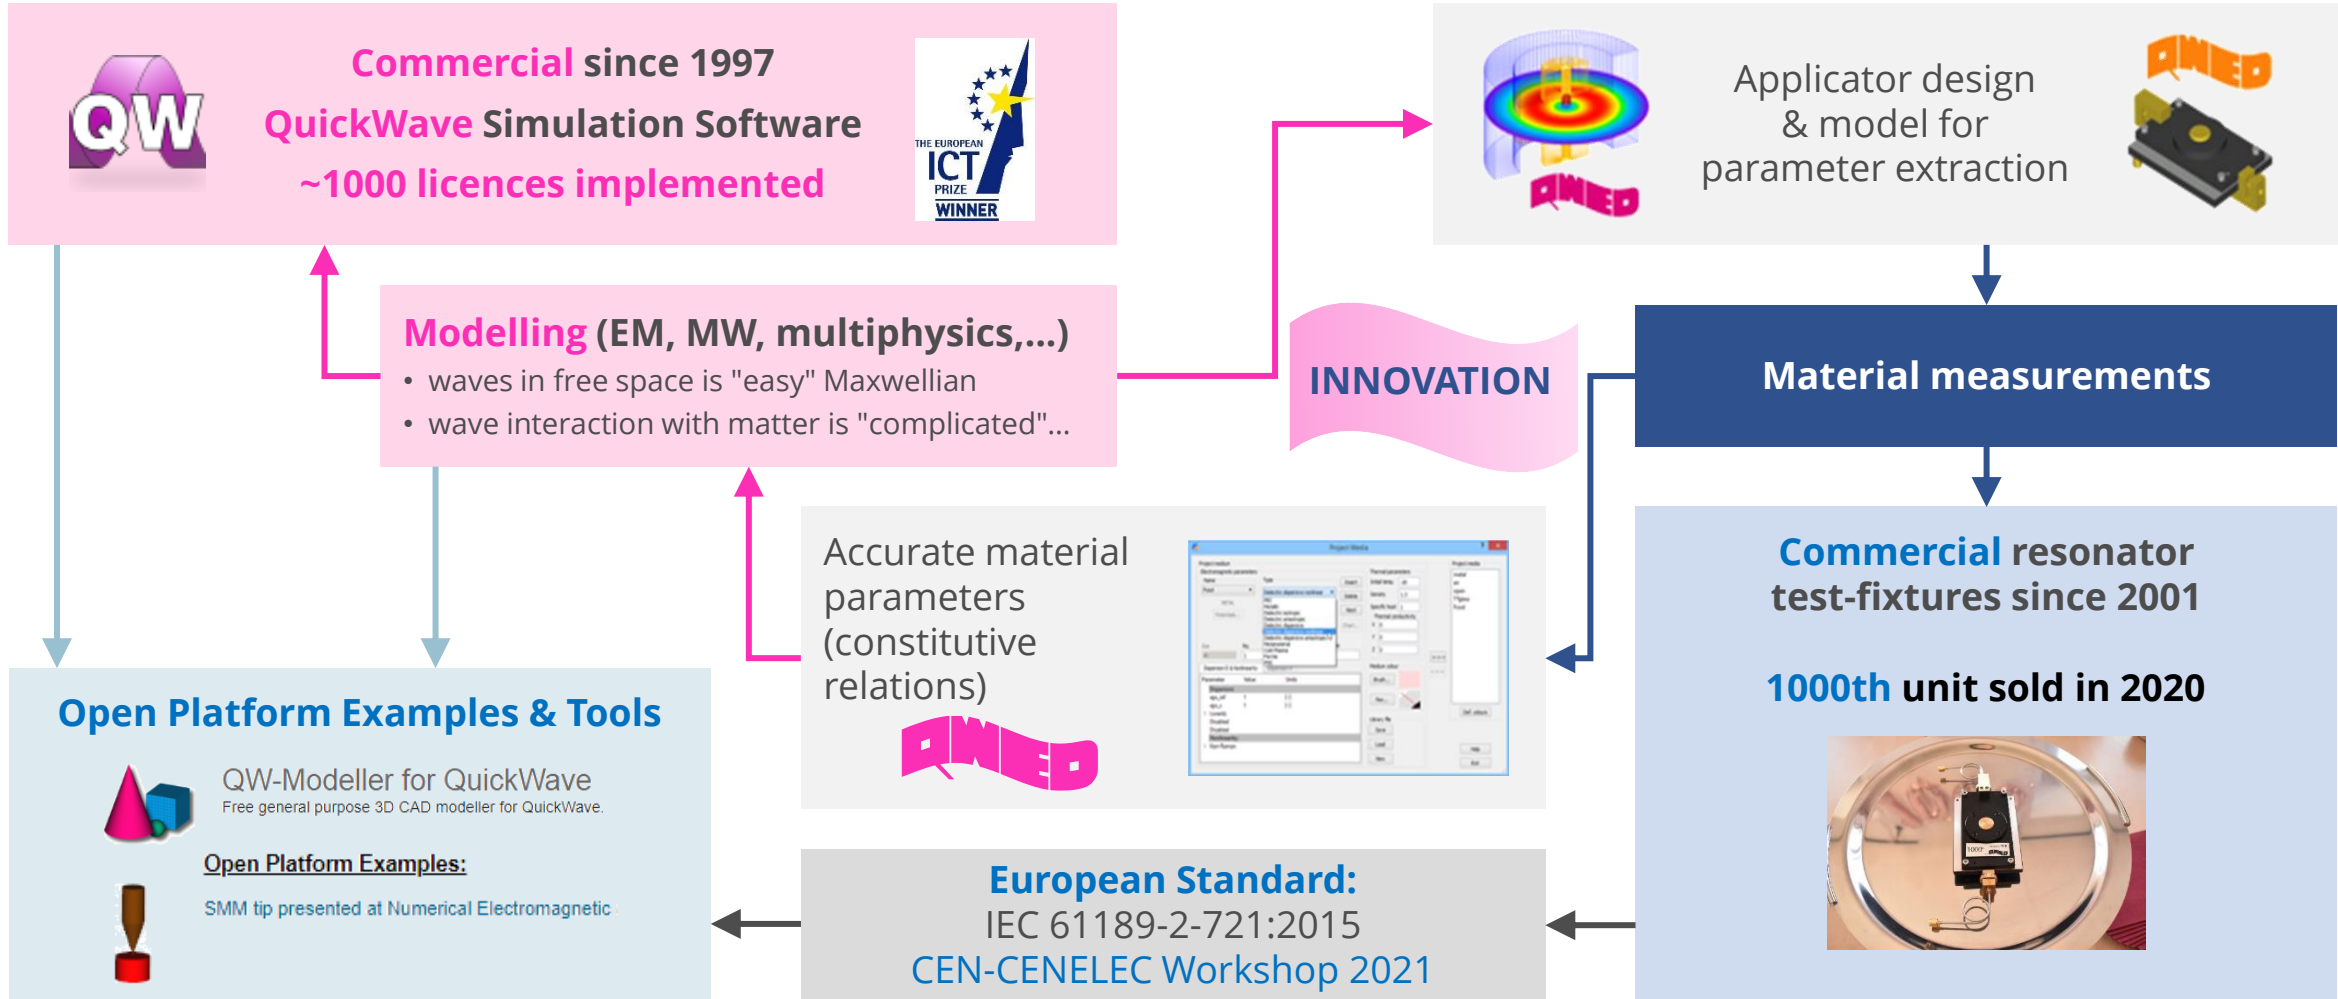 QW
Commercial since 1997
QuickWave Simulation Software
~1000 licences implemented
THE EUROPEAN
ICT
PRIZE
WINNER
QWED
Applicator design
& model for
parameter extraction
QWED
Modelling (EM, MW, multiphysics,...)
• waves in free space is "easy" Maxwellian
• wave interaction with matter is "complicated"...
INNOVATION
Material measurements
Accurate material
parameters
(constitutive
relations)
QWED
Project Media
Commercial resonator
test-fixtures since 2001
1000th unit sold in 2020
Open Platform Examples & Tools
QW-Modeller for QuickWave
Free general purpose 3D CAD modeller for QuickWave.
Open Platform Examples:
SMM tip presented at Numerical Electromagnetic
European Standard:
IEC 61189-2-721:2015
CEN-CENELEC Workshop 2021